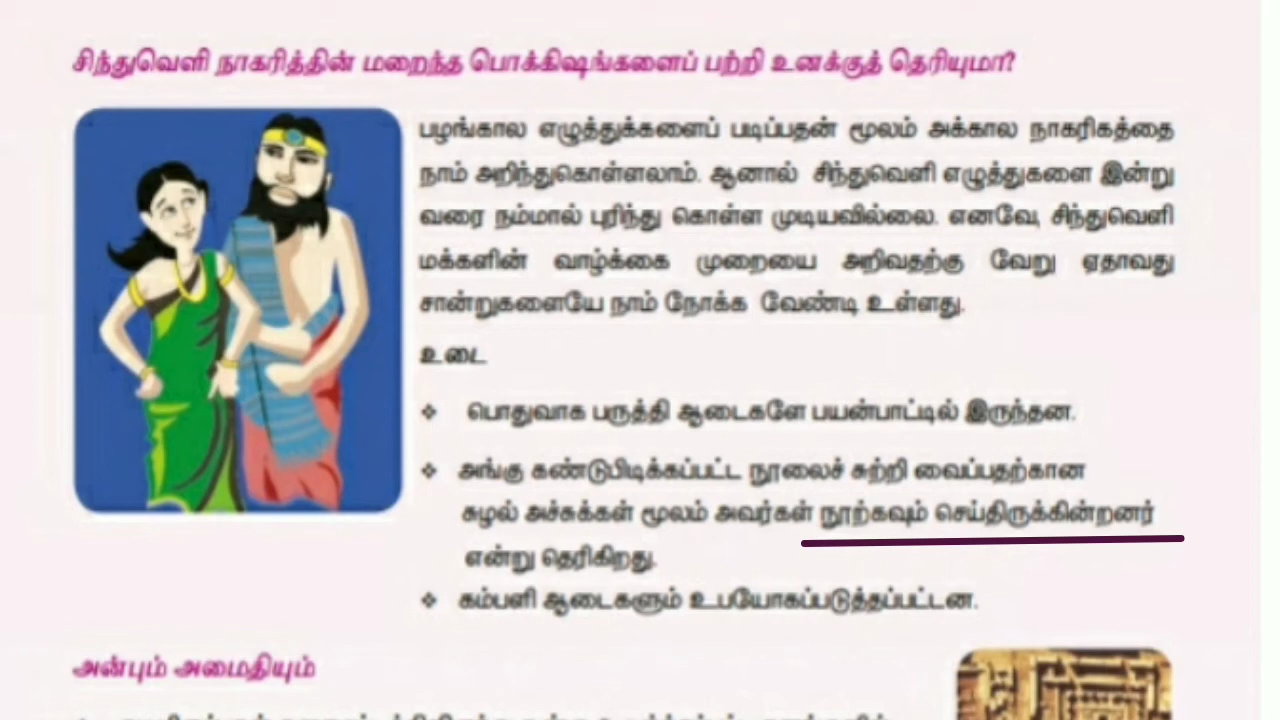 சிந்துவெளி நாகரித்தின் மறைந்த பொக்கிஷங்களைப் பற்றி உனக்குத் தெரியுமா?
பழங்கால எழுத்துக்களைப் படிப்பதன் மூலம் அக்கால நாகரிகத்தை
நாம் அறிந்துகொள்ளலாம். ஆனால் சிந்துவெளி எழுத்துகளை இன்று
வரை நம்மால் புரிந்து கொள்ள முடியவில்லை. எனவே, சிந்துவெளி
மக்களின் வாழ்க்கை முறையை அறிவதற்கு வேறு ஏதாவது
சான்றுகளையே நாம் நோக்க வேண்டி உள்ளது.
உடை
❖ பொதுவாக பருத்தி ஆடைகளே பயன்பாட்டில் இருந்தன.
❖ அங்கு கண்டுபிடிக்கப்பட்ட நூலைச் சுற்றி வைப்பதற்கான
சுழல் அச்சுக்கள் மூலம் அவர்கள் நூற்கவும் செய்திருக்கின்றனர்
என்று தெரிகிறது.
❖ கம்பளி ஆடைகளும் உபயோகப்படுத்தப்பட்டன.
அன்பும் அமைதியும்